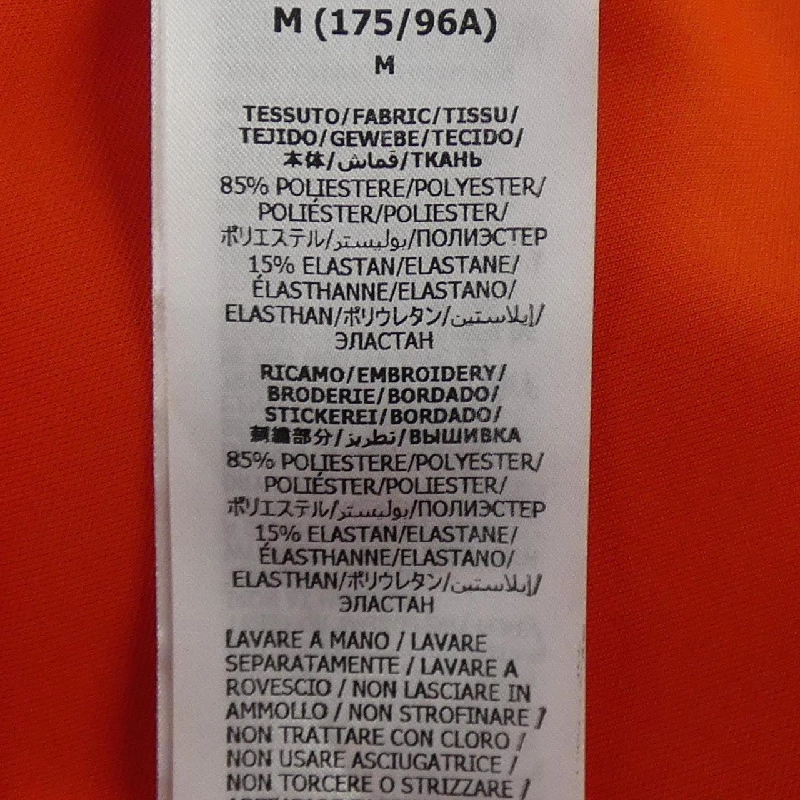 M (175/96A)
M
TESSUTO/FABRIC/TISSU/
TEJIDO/GEWEBE/TECIDO/
本体/قماش/ТКАНЬ
85% POLIESTERE/POLYESTER/
POLIÉSTER/POLIESTER/
ポリエステル/بوليستر/ПОЛИЭСТЕР
15% ELASTAN/ELASTANE/
ÉLASTHANNE/ELASTANO/
ELASTHAN/ポリウレタン/إيلاستين/
ЭЛАСТАН
RICAMO/EMBROIDERY/
BRODERIE/BORDADO/
STICKEREI/BORDADO/
刺繍部分/تطريز/ВЫШИВКА
85% POLIESTERE/POLYESTER/
POLIÉSTER/POLIESTER/
ポリエステル/بوليستر/ПОЛИЭСТЕР
15% ELASTAN/ELASTANE/
ÉLASTHANNE/ELASTANO/
ELASTHAN/ポリウレタン/إيلاستين/
ЭЛАСТАН
LAVARE A MANO / LAVARE
SEPARATAMENTE / LAVARE A
ROVESCIO / NON LASCIARE IN
AMMOLLO / NON STROFINARE /
NON TRATTARE CON CLORO /
NON USARE ASCIUGATRICE /
NON TORCERE O STRIZZARE /